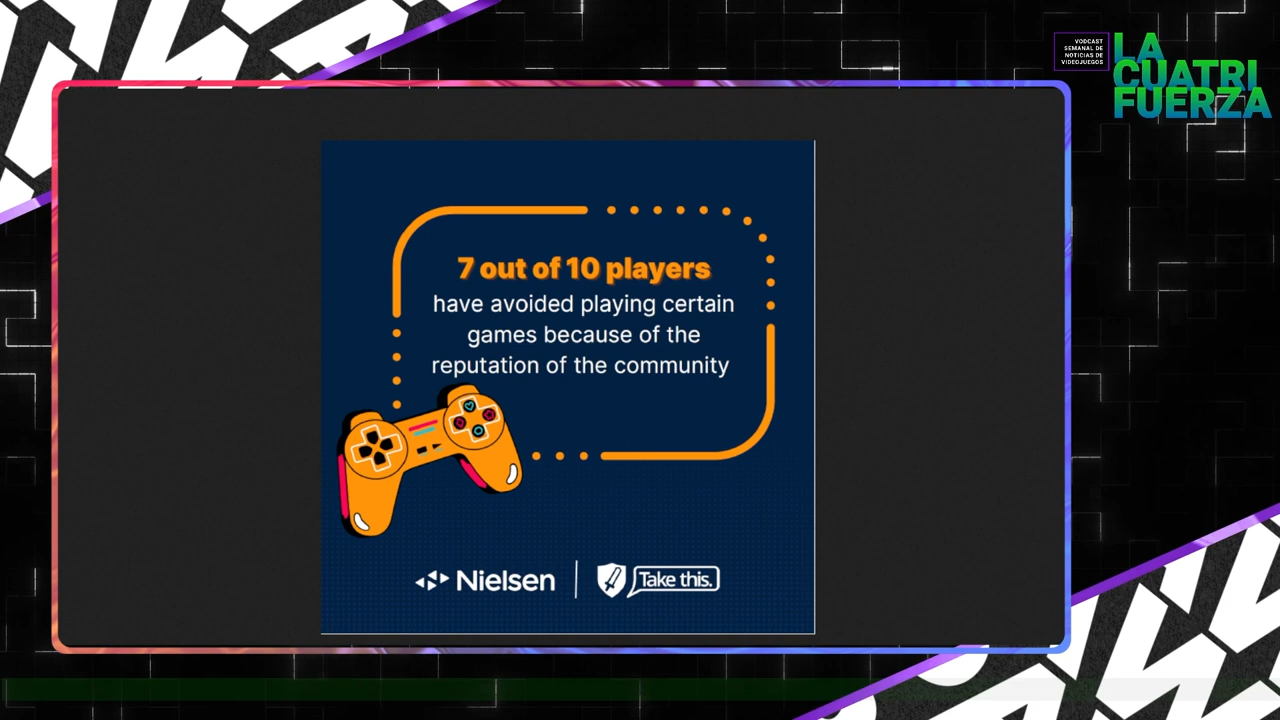 VODCAST
SEMANAL DE
NOTICIAS DE
VIDEOJUEGOS
LA
CUATRI
FUERZA
7 out of 10 players
have avoided playing certain
games because of the
reputation of the community
Nielsen
Take this.